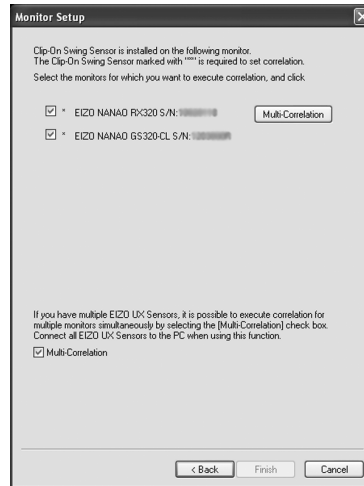 Monitor Setup
Clip-On Swing Sensor is installed on the following monitor.
The Clip-On Swing Sensor marked with "*" is required to set correlation.
Select the monitors for which you want to execute correlation, and click
* EIZO NANAO RX320 S/N:
Multi-Correlation
* EIZO NANAO GS320-CL S/N:
If you have multiple EIZO UX Sensors, it is possible to execute correlation for
multiple monitors simultaneously by selecting the [Multi-Correlation] check box.
Connect all EIZO UX Sensors to the PC when using this function.
Multi-Correlation
< Back Finish Cancel